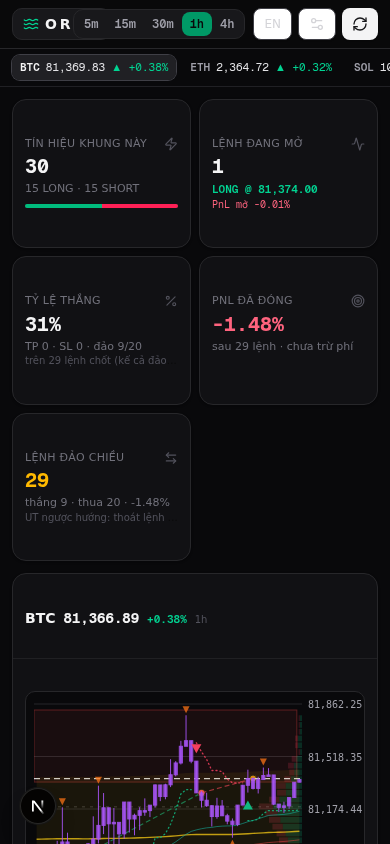 OR
5m 15m 30m 1h 4h
EN
BTC 81,369.83 ▲ +0.38% ETH 2,364.72 ▲ +0.32% SOL 10
TÍN HIỆU KHUNG NÀY
30
15 LONG · 15 SHORT
LỆNH ĐANG MỞ
1
LONG @ 81,374.00
PnL mở -0.01%
TỶ LỆ THẮNG
31%
TP 0 · SL 0 · đảo 9/20
trên 29 lệnh chốt (kể cả đảo
PNL ĐÃ ĐÓNG
-1.48%
sau 29 lệnh · chưa trừ phí
LỆNH ĐẢO CHIỀU
29
thắng 9 · thua 20 · -1.48%
UT ngược hướng: thoát lệnh
BTC 81,366.89 +0.38% 1h
81,862.25
81,518.35
81,174.44
N